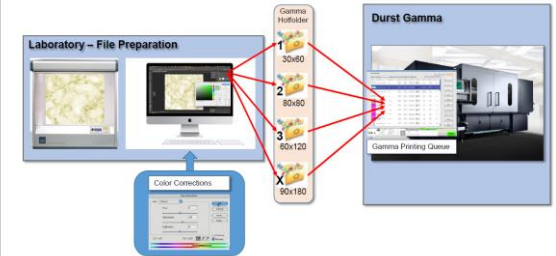 Gamma
Hotfolder
Durst Gamma
Laboratory – File Preparation
1
30x60
2
80x80
3
60x120
X
90x180
Gamma Printing Queue
Color Corrections